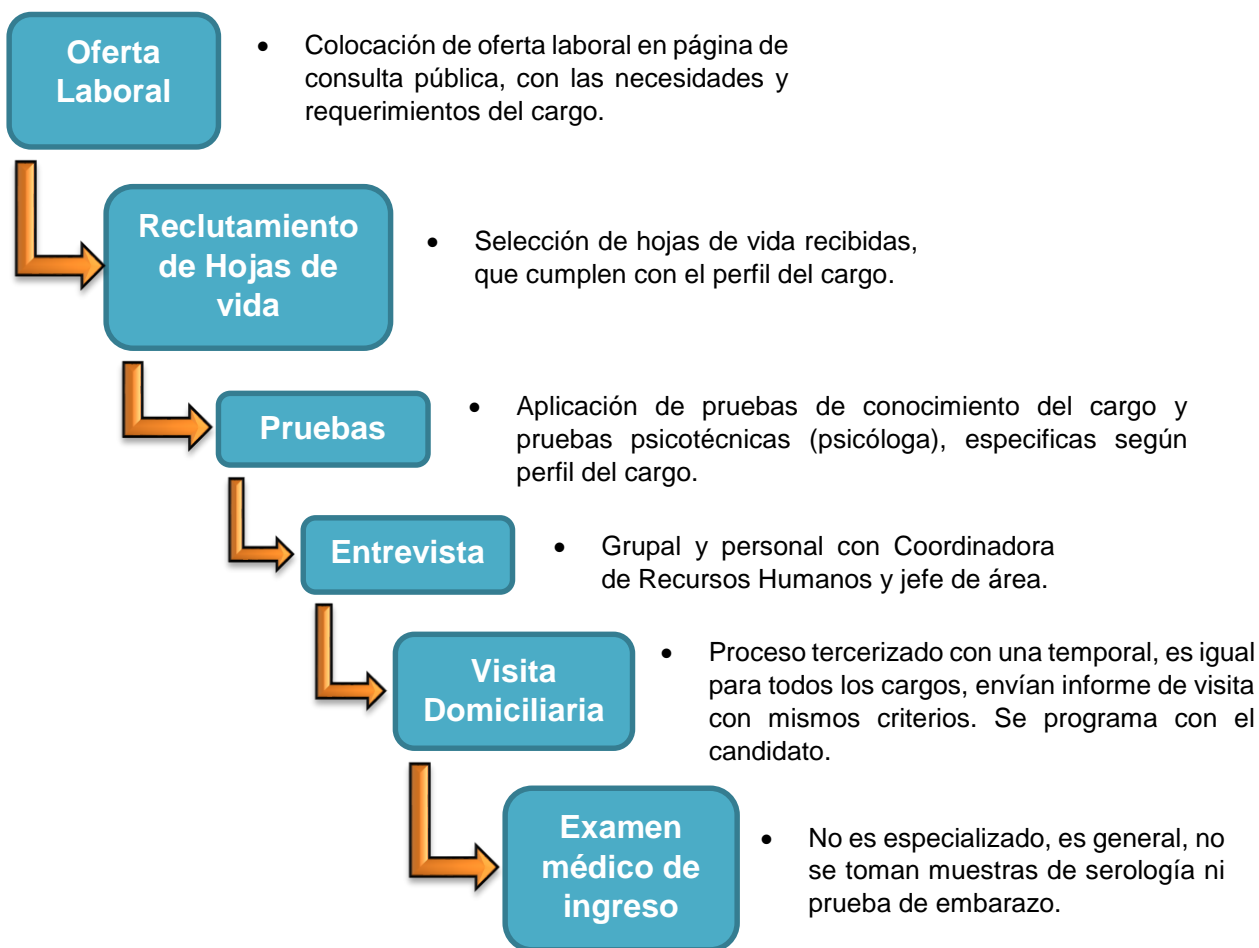 Oferta
Laboral
• Colocación de oferta laboral en página de
consulta pública, con las necesidades y
requerimientos del cargo.
Reclutamiento
de Hojas de
vida
• Selección de hojas de vida recibidas,
que cumplen con el perfil del cargo.
Pruebas
• Aplicación de pruebas de conocimiento del cargo y
pruebas psicotécnicas (psicóloga), especificas según
perfil del cargo.
Entrevista
• Grupal y personal con Coordinadora
de Recursos Humanos y jefe de área.
Visita
Domiciliaria
• Proceso tercerizado con una temporal, es igual
para todos los cargos, envían informe de visita
con mismos criterios. Se programa con el
candidato.
Examen
médico de
ingreso
• No es especializado, es general, no
se toman muestras de serología ni
prueba de embarazo.